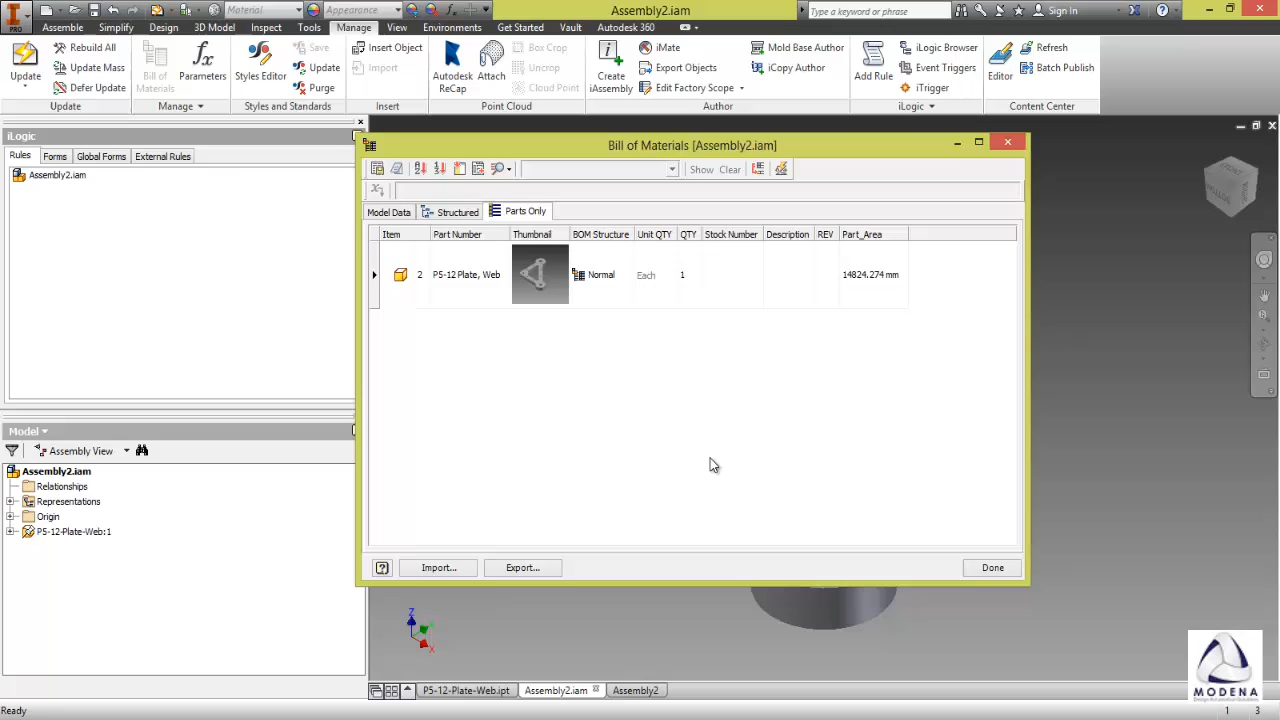 PRO
Material
Appearance
Assembly2.iam
Type a keyword or phrase
Sign In
Assemble Simplify Design 3D Model Inspect Tools Manage View Environments Get Started Vault Autodesk 360
Update
Rebuild All
Update Mass
Defer Update
Bill of Materials
Parameters
Styles Editor
Save
Update
Purge
Insert Object
Import
Autodesk ReCap
Attach
Box Crop
Uncrop
Cloud Point
Create iAssembly
iMate
Export Objects
Edit Factory Scope
Mold Base Author
iCopy Author
Add Rule
iLogic Browser
Event Triggers
iTrigger
Editor
Refresh
Batch Publish
Update Manage Styles and Standards Insert Point Cloud Author iLogic Content Center
iLogic
Rules Forms Global Forms External Rules
Assembly2.iam
Model
Assembly View
Assembly2.iam
Relationships
Representations
Origin
P5-12-Plate-Web:1
Bill of Materials [Assembly2.iam]
Show Clear
Model Data Structured Parts Only
Item Part Number Thumbnail BOM Structure Unit QTY QTY Stock Number Description REV Part_Area
2 P5-12 Plate, Web Normal Each 1 14824.274 mm
Import... Export... Done
FRONT
BOTTOM
Z
X
P5-12-Plate-Web.ipt Assembly2.iam Assembly2
MODENA
Design Automation Solutions
Ready 1 3